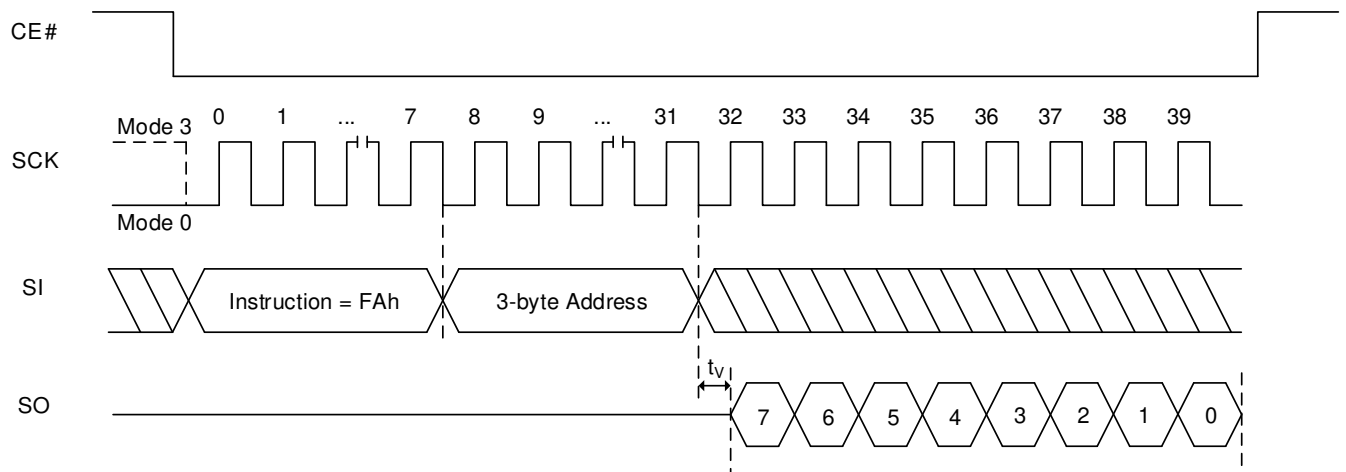 CE#
Mode 3
0 1 ... 7 8 9 ... 31 32 33 34 35 36 37 38 39
SCK
Mode 0
SI
Instruction = FAh
3-byte Address
tV
SO
7 6 5 4 3 2 1 0